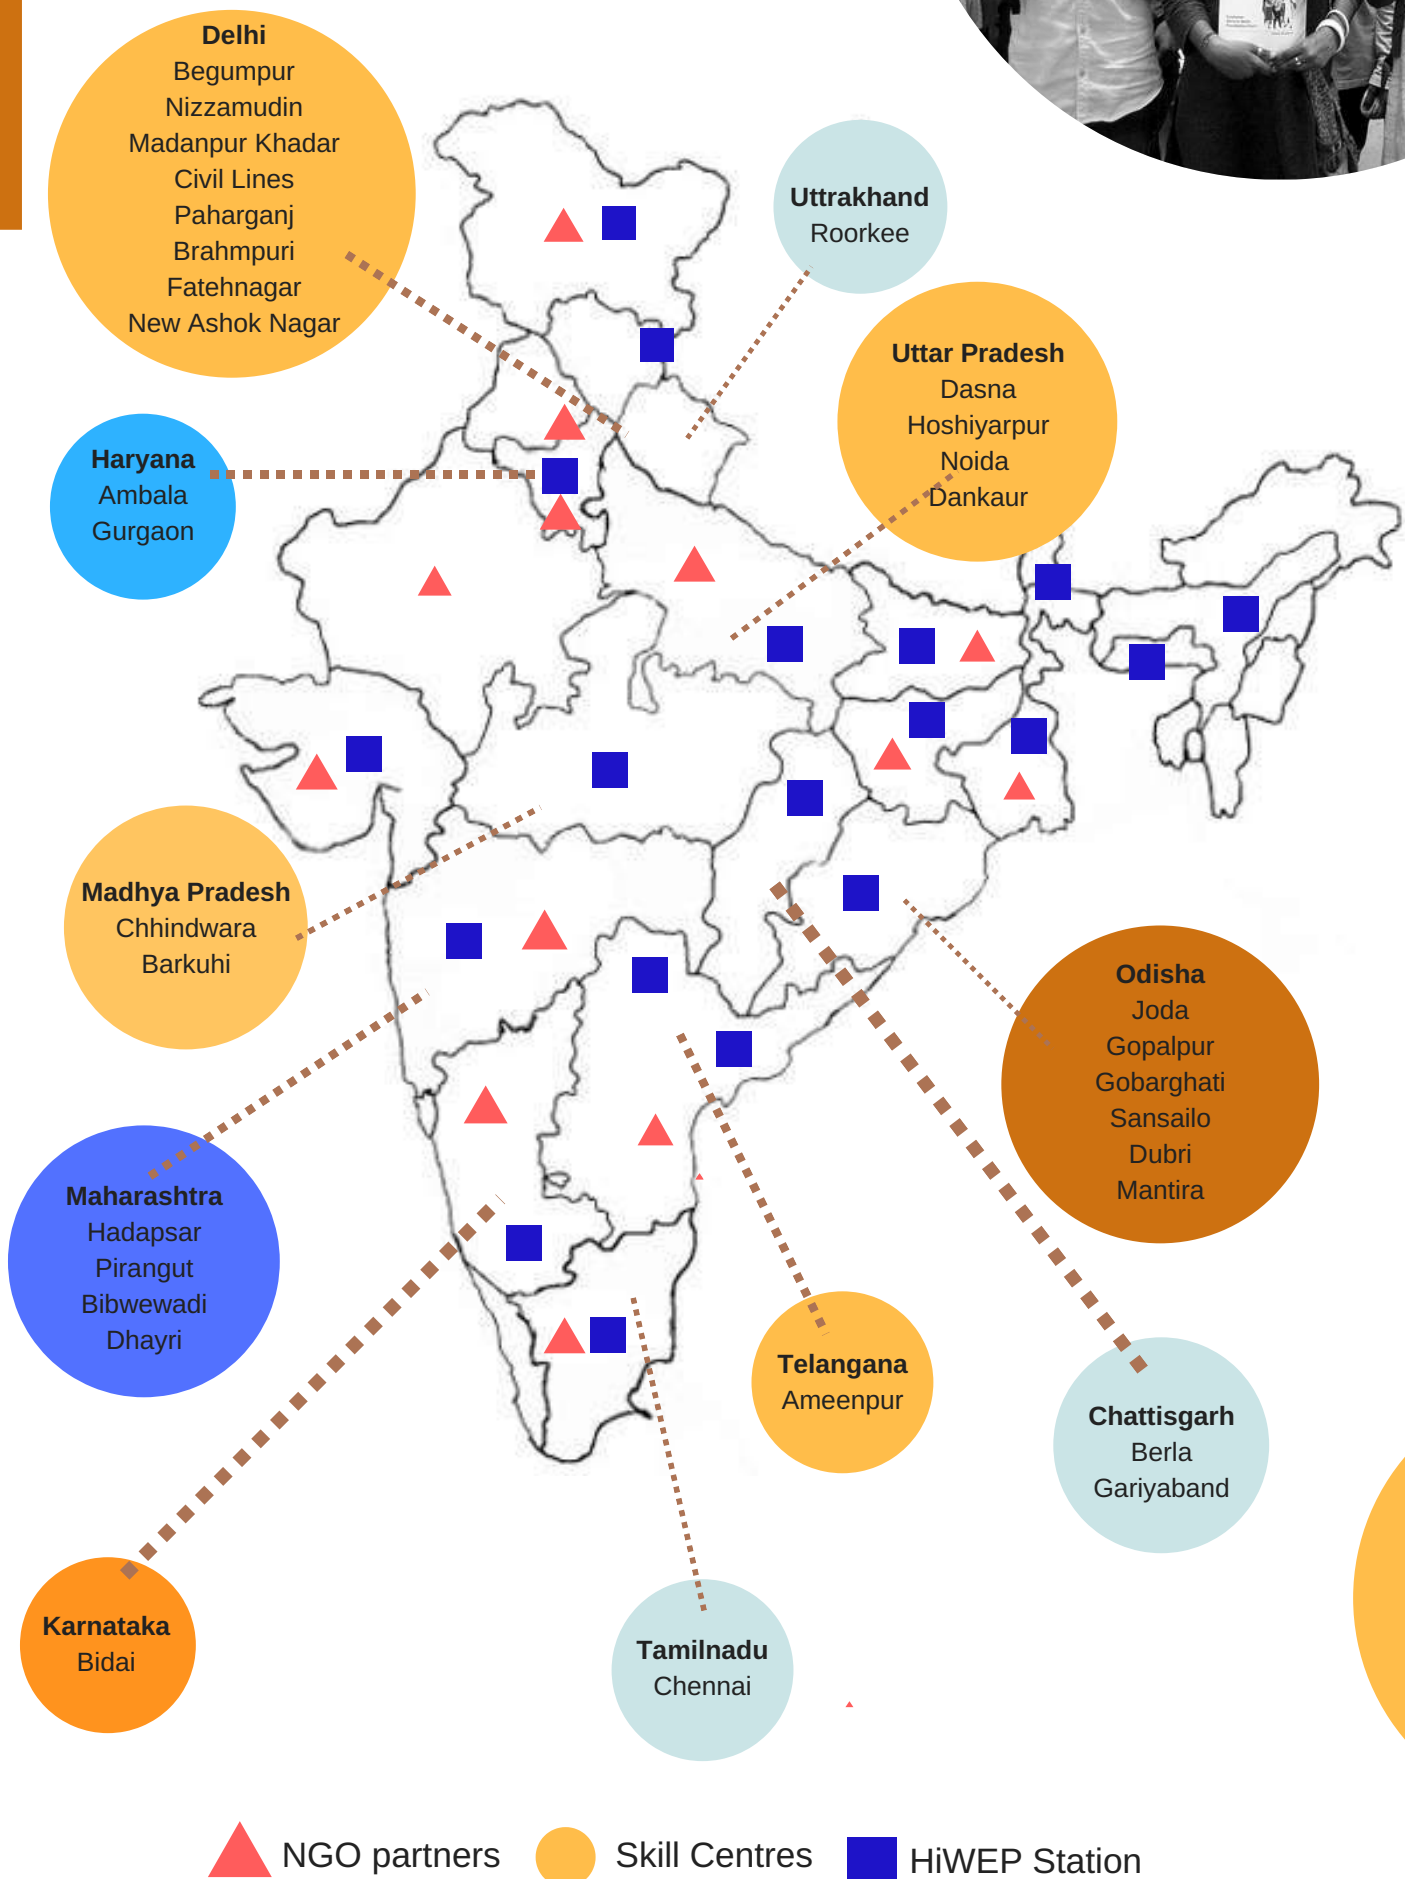 Delhi
Begumpur
Nizzamudin
Madanpur Khadar
Civil Lines
Paharganj
Brahmpuri
Fatehnagar
New Ashok Nagar
Uttrakhand
Roorkee
Uttar Pradesh
Dasna
Hoshiyarpur
Noida
Dankaur
Haryana
Ambala
Gurgaon
Madhya Pradesh
Chhindwara
Barkuhi
Odisha
Joda
Gopalpur
Gobarghati
Sansailo
Dubri
Mantira
Maharashtra
Hadapsar
Pirangut
Bibwewadi
Dhayri
Telangana
Ameenpur
Chattisgarh
Berla
Gariyaband
Karnataka
Bidai
Tamilnadu
Chennai
NGO partners
Skill Centres
HiWEP Station